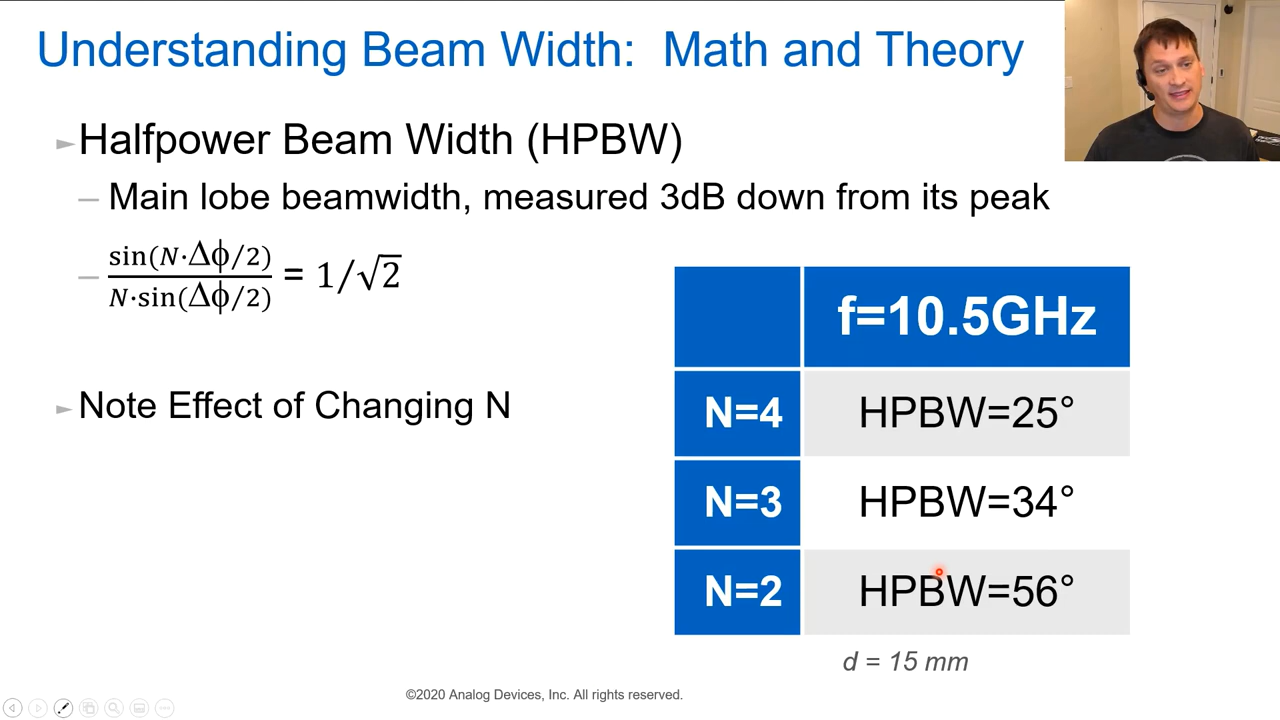 Understanding Beam Width: Math and Theory
►Halfpower Beam Width (HPBW)
– Main lobe beamwidth, measured 3dB down from its peak
– sin(N·Δϕ/2) / N·sin(Δϕ/2) = 1/√2
►Note Effect of Changing N
f=10.5GHz
N=4 HPBW=25°
N=3 HPBW=34°
N=2 HPBW=56°
d = 15 mm
©2020 Analog Devices, Inc. All rights reserved.